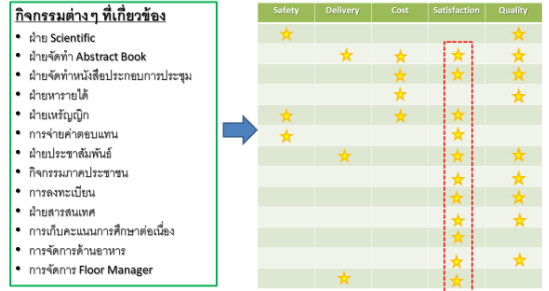 กิจกรรมต่างๆ ที่เกี่ยวข้อง
• ฝ่าย Scientific
• ฝ่ายจัดทำ Abstract Book
• ฝ่ายจัดทำหนังสือประกอบการประชุม
• ฝ่ายหารายได้
• ฝ่ายเหรัญญิก
• การจ่ายค่าตอบแทน
• ฝ่ายประชาสัมพันธ์
• กิจกรรมภาคประชาชน
• การลงทะเบียน
• ฝ่ายสารสนเทศ
• การเก็บคะแนนการศึกษาต่อเนื่อง
• การจัดการด้านอาหาร
• การจัดการ Floor Manager
Safety Delivery Cost Satisfaction Quality